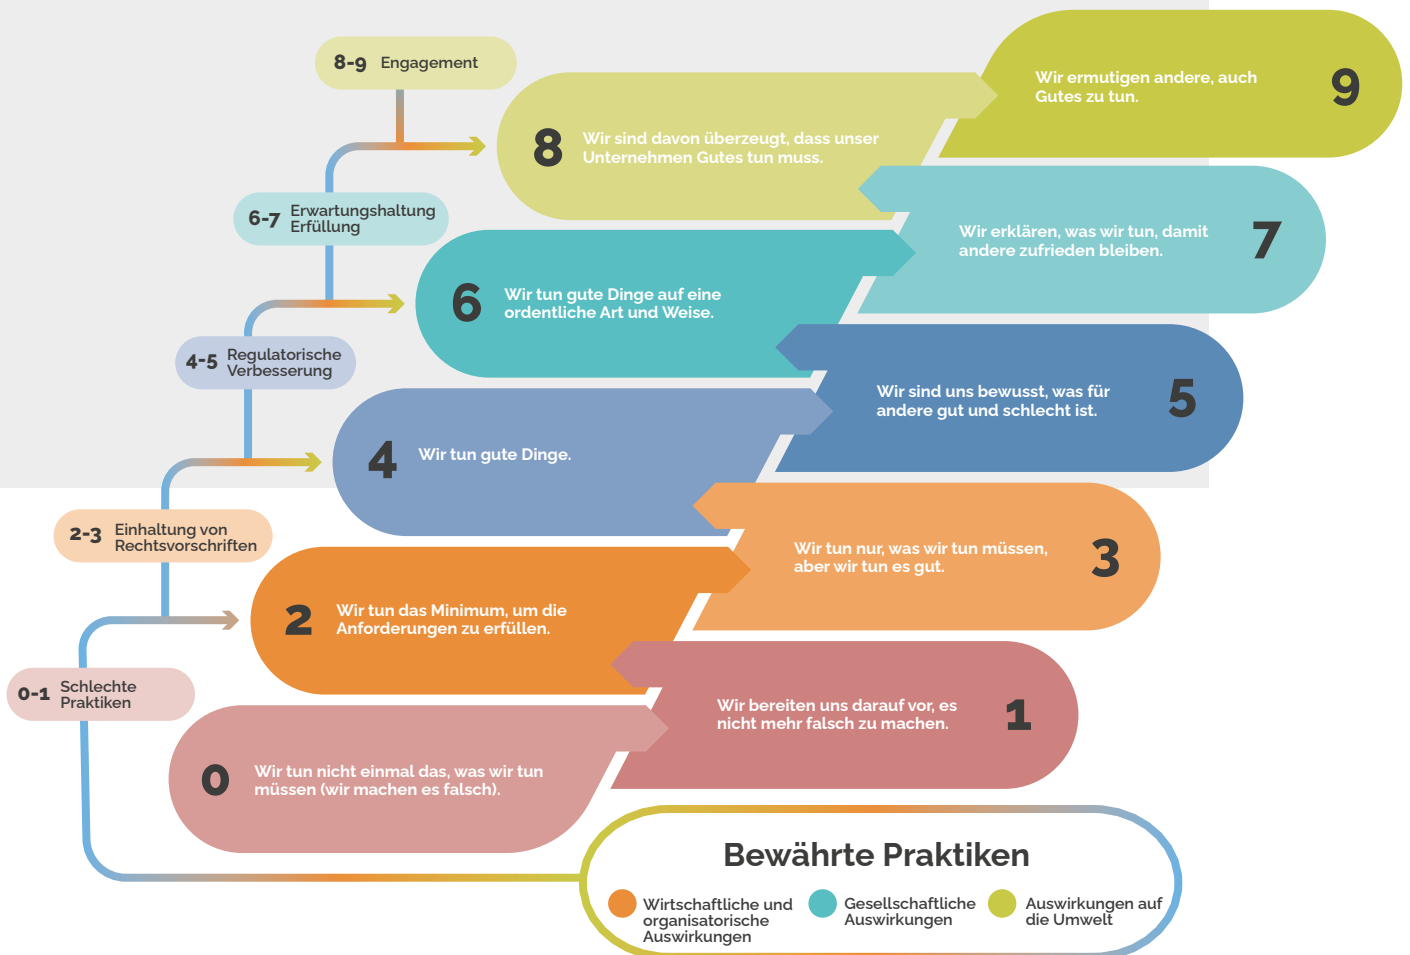 8-9 Engagement
9
Wir ermutigen andere, auch
Gutes zu tun.
8
Wir sind davon überzeugt, dass unser
Unternehmen Gutes tun muss.
6-7 Erwartungshaltung
Erfüllung
7
Wir erklären, was wir tun, damit
andere zufrieden bleiben.
6
Wir tun gute Dinge auf eine
ordentliche Art und Weise.
4-5 Regulatorische
Verbesserung
5
Wir sind uns bewusst, was für
andere gut und schlecht ist.
4
Wir tun gute Dinge.
2-3 Einhaltung von
Rechtsvorschriften
3
Wir tun nur, was wir tun müssen,
aber wir tun es gut.
2
Wir tun das Minimum, um die
Anforderungen zu erfüllen.
0-1 Schlechte
Praktiken
1
Wir bereiten uns darauf vor, es
nicht mehr falsch zu machen.
0
Wir tun nicht einmal das, was wir tun
müssen (wir machen es falsch).
Bewährte Praktiken
Wirtschaftliche und
organisatorische
Auswirkungen
Gesellschaftliche
Auswirkungen
Auswirkungen auf
die Umwelt